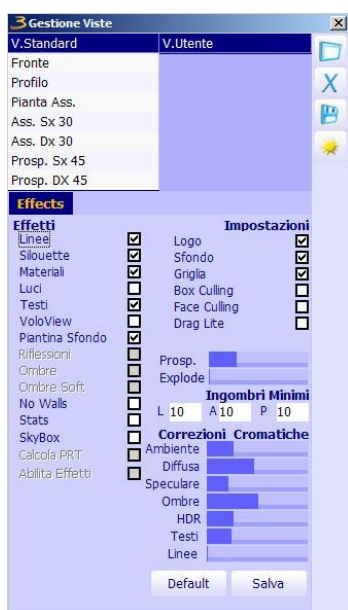 3 Gestione Viste
V.Standard V.Utente
Fronte
Profilo
Pianta Ass.
Ass. Sx 30
Ass. Dx 30
Prosp. Sx 45
Prosp. DX 45
Effects
Effetti
Linee
Silouette
Materiali
Luci
Testi
VoloView
Piantina Sfondo
Riflessioni
Ombre
Ombre Soft
No Walls
Stats
SkyBox
Calcola PRT
Abilita Effetti
Impostazioni
Logo
Sfondo
Griglia
Box Culling
Face Culling
Drag Lite
Prosp.
Explode
Ingombri Minimi
L 10 A 10 P 10
Correzioni Cromatiche
Ambiente
Diffusa
Speculare
Ombre
HDR
Testi
Linee
Default Salva